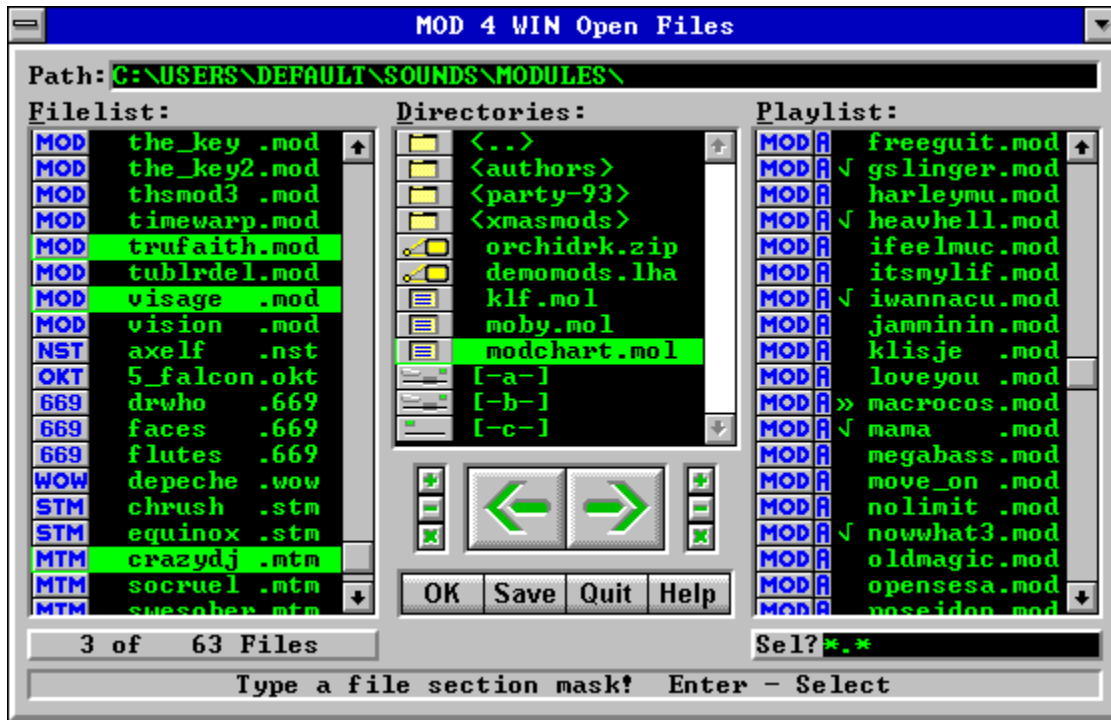 MOD 4 WIN Open Files
Path: C:\USERS\DEFAULT\SOUNDS\MODULES\
Filelist:
MOD the_key .mod
MOD the_key2.mod
MOD thsmod3 .mod
MOD timewarp.mod
MOD trufaith.mod
MOD tublrdel.mod
MOD visage .mod
MOD vision .mod
NST axelf .nst
OKT 5_falcon.okt
669 drwho .669
669 faces .669
669 flutes .669
WOW depeche .wow
STM chrush .stm
STM equinox .stm
MTM crazydj .mtm
MTM socruel .mtm
MTM swesober mtm
3 of 63 Files
Directories:
<..>
<authors>
<party-93>
<xmasmods>
orchidrk.zip
demomods.lha
klf.mol
moby.mol
modchart.mol
[-a-]
[-b-]
[-c-]
OK Save Quit Help
Playlist:
MOD A freeguit.mod
MOD A √ gslinger.mod
MOD A harleymu.mod
MOD A √ heavhell.mod
MOD A ifeelmuc.mod
MOD A itsmylif.mod
MOD A √ iwannacu.mod
MOD A jamminin.mod
MOD A klisje .mod
MOD A loveyou .mod
MOD A » macrocos.mod
MOD A √ mama .mod
MOD A megabass.mod
MOD A move_on .mod
MOD A nolimit .mod
MOD A √ nowwhat3.mod
MOD A oldmagic.mod
MOD A opensesa.mod
MOD A poseidon mod
Sel?*.*
Type a file section mask! Enter - Select